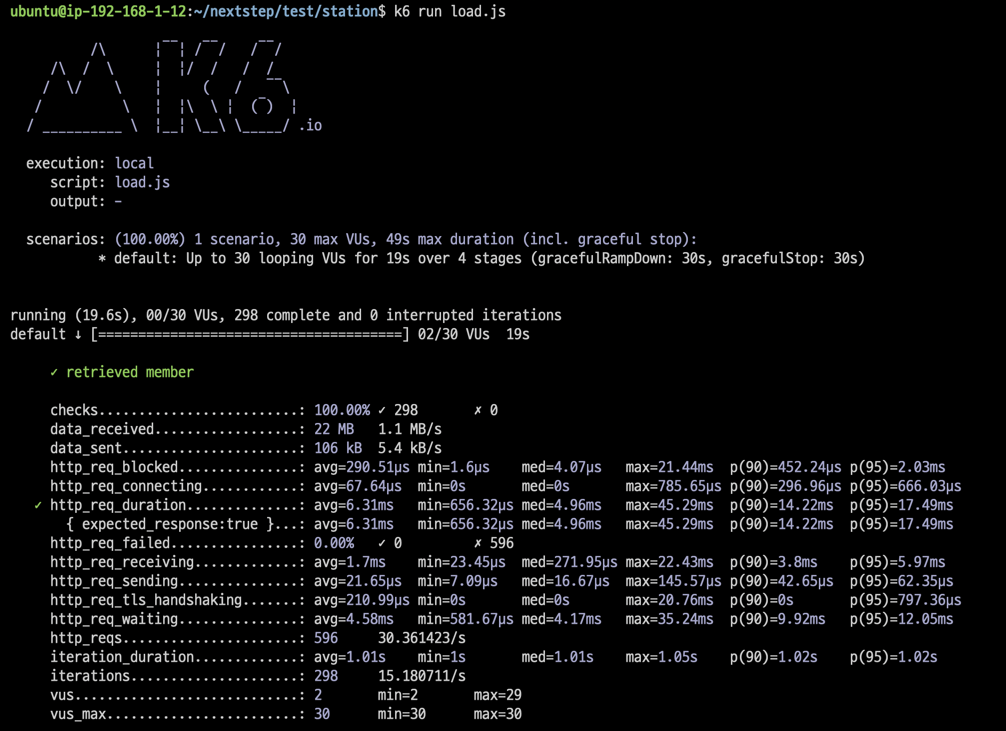 ubuntu@ip-192-168-1-12:~/nextstep/test/station$ k6 run load.js
K6 .io
execution: local
script: load.js
output: -
scenarios: (100.00%) 1 scenario, 30 max VUs, 49s max duration (incl. graceful stop):
* default: Up to 30 looping VUs for 19s over 4 stages (gracefulRampDown: 30s, gracefulStop: 30s)
running (19.6s), 00/30 VUs, 298 complete and 0 interrupted iterations
default ↓ [======================================] 02/30 VUs  19s
✓ retrieved member
checks.........................: 100.00% ✓ 298       ✗ 0
data_received..................: 22 MB   1.1 MB/s
data_sent......................: 106 kB  5.4 kB/s
http_req_blocked...............: avg=290.51µs min=1.6µs    med=4.07µs   max=21.44ms  p(90)=452.24µs p(95)=2.03ms
http_req_connecting............: avg=67.64µs  min=0s       med=0s       max=785.65µs p(90)=296.96µs p(95)=666.03µs
✓ http_req_duration..............: avg=6.31ms   min=656.32µs med=4.96ms   max=45.29ms  p(90)=14.22ms  p(95)=17.49ms
{ expected_response:true }...: avg=6.31ms   min=656.32µs med=4.96ms   max=45.29ms  p(90)=14.22ms  p(95)=17.49ms
http_req_failed................: 0.00%   ✓ 0         ✗ 596
http_req_receiving.............: avg=1.7ms    min=23.45µs  med=271.95µs max=22.43ms  p(90)=3.8ms    p(95)=5.97ms
http_req_sending...............: avg=21.65µs  min=7.09µs   med=16.67µs  max=145.57µs p(90)=42.65µs  p(95)=62.35µs
http_req_tls_handshaking.......: avg=210.99µs min=0s       med=0s       max=20.76ms  p(90)=0s       p(95)=797.36µs
http_req_waiting...............: avg=4.58ms   min=581.67µs med=4.17ms   max=35.24ms  p(90)=9.92ms   p(95)=12.05ms
http_reqs......................: 596     30.361423/s
iteration_duration.............: avg=1.01s    min=1s       med=1.01s    max=1.05s    p(90)=1.02s    p(95)=1.02s
iterations.....................: 298     15.180711/s
vus............................: 2       min=2       max=29
vus_max........................: 30      min=30      max=30